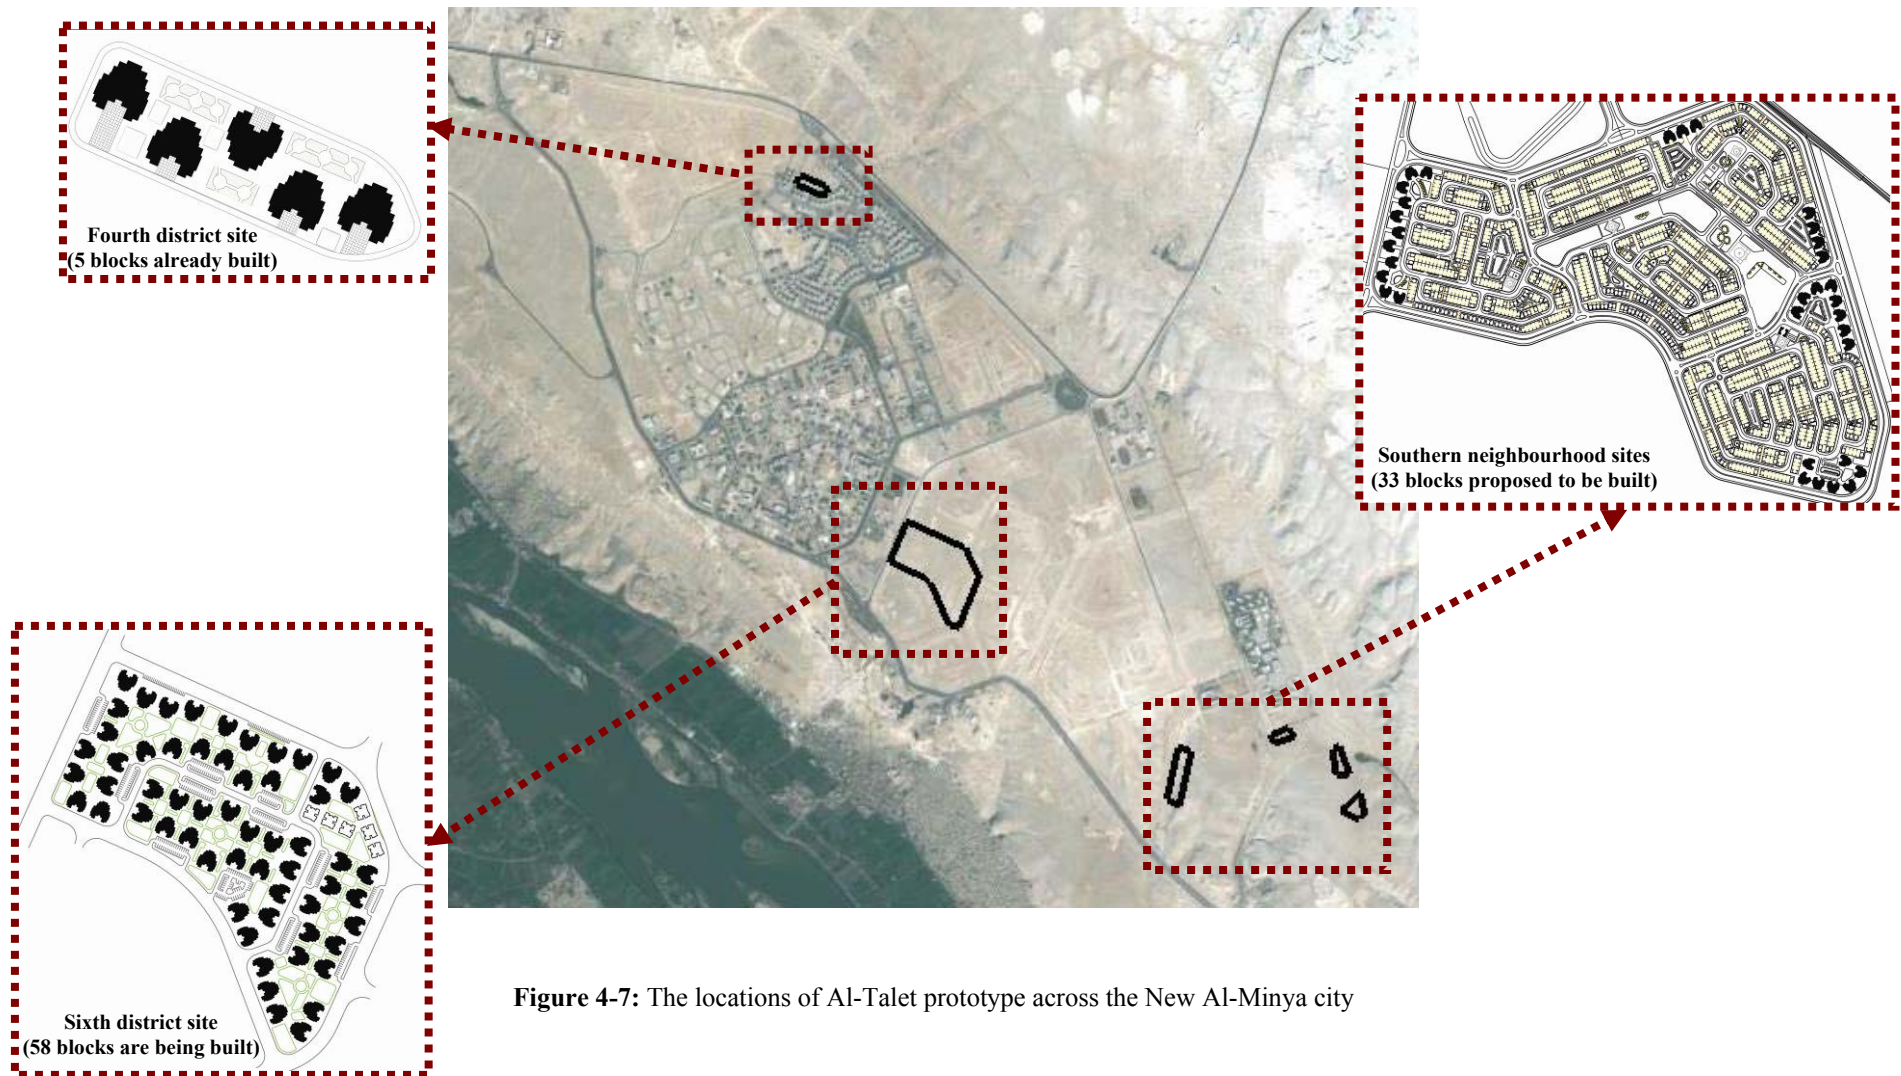 Fourth district site
(5 blocks already built)
Southern neighbourhood sites
(33 blocks proposed to be built)
Sixth district site
(58 blocks are being built)
Figure 4-7: The locations of Al-Talet prototype across the New Al-Minya city